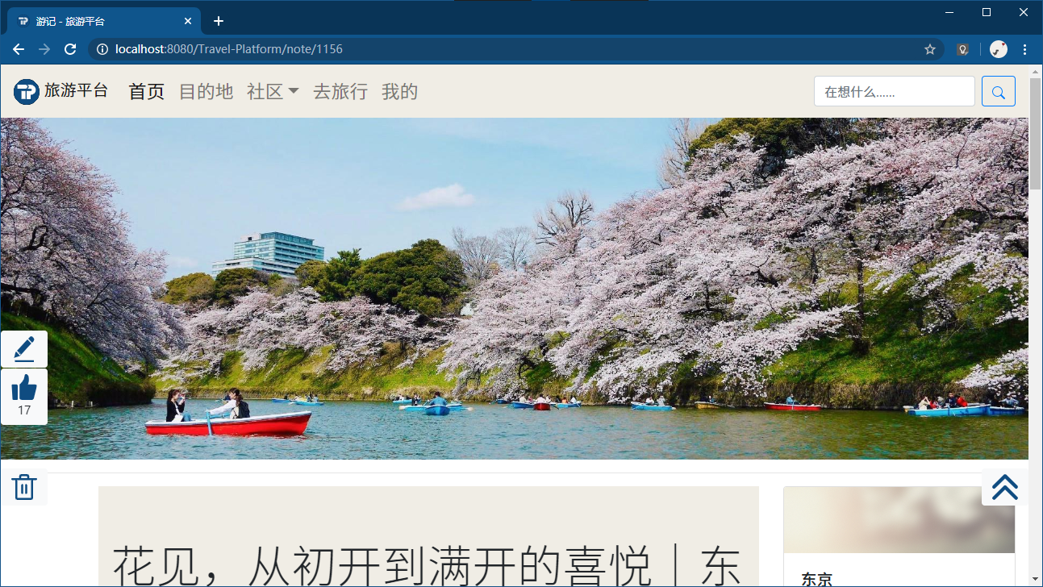 游记 - 旅游平台
localhost:8080/Travel-Platform/note/1156
旅游平台 首页 目的地 社区 去旅行 我的 在想什么......
17
花见，从初开到满开的喜悦｜东
东京